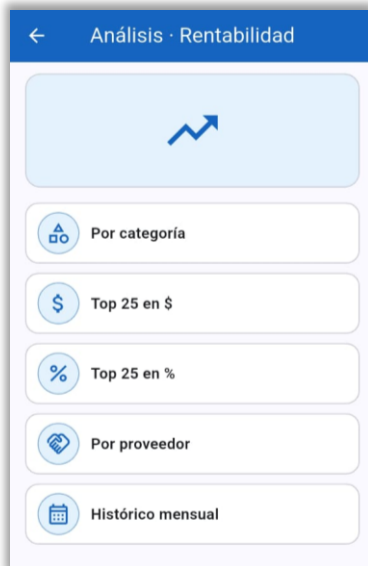 Análisis · Rentabilidad
Por categoría
Top 25 en $
Top 25 en %
Por proveedor
Histórico mensual